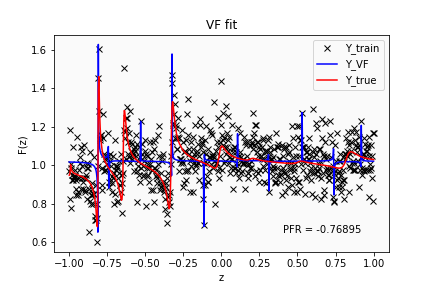 VF fit
Y_train
Y_VF
Y_true
F(z)
1.6
1.4
1.2
1.0
0.8
0.6
PFR = -0.76895
−1.00 −0.75 −0.50 −0.25 0.00 0.25 0.50 0.75 1.00
z